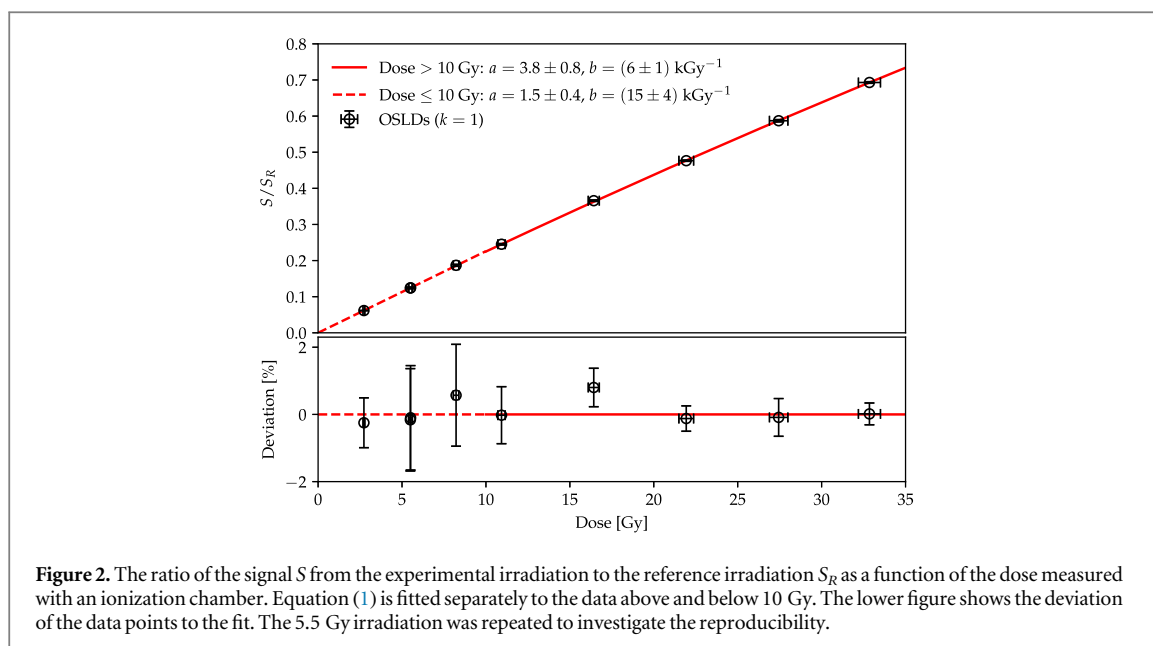 0.8
0.7
0.6
0.5
0.4
0.3
0.2
0.1
0.0
S/S_R
Dose > 10 Gy: a = 3.8 ± 0.8, b = (6 ± 1) kGy⁻¹
Dose ≤ 10 Gy: a = 1.5 ± 0.4, b = (15 ± 4) kGy⁻¹
OSLDs (k = 1)
2
0
−2
Deviation [%]
0 5 10 15 20 25 30 35
Dose [Gy]
Figure 2. The ratio of the signal S from the experimental irradiation to the reference irradiation S_R as a function of the dose measured
with an ionization chamber. Equation (1) is fitted separately to the data above and below 10 Gy. The lower figure shows the deviation
of the data points to the fit. The 5.5 Gy irradiation was repeated to investigate the reproducibility.